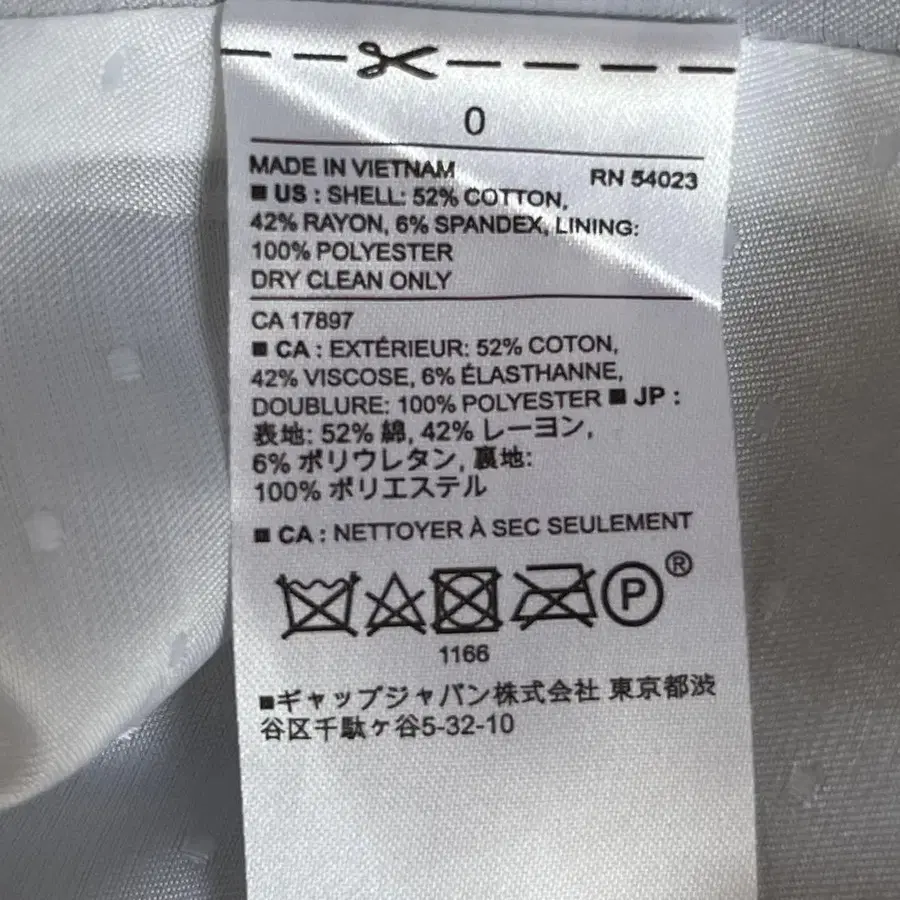 0
MADE IN VIETNAM RN 54023
■ US : SHELL: 52% COTTON,
42% RAYON, 6% SPANDEX, LINING:
100% POLYESTER
DRY CLEAN ONLY
CA 17897
■ CA : EXTÉRIEUR: 52% COTON,
42% VISCOSE, 6% ÉLASTHANNE,
DOUBLURE: 100% POLYESTER ■ JP :
表地: 52% 綿, 42% レーヨン,
6% ポリウレタン, 裏地:
100% ポリエステル
■ CA : NETTOYER À SEC SEULEMENT
P ®
1166
■ギャップジャパン株式会社 東京都渋
谷区千駄ヶ谷5-32-10